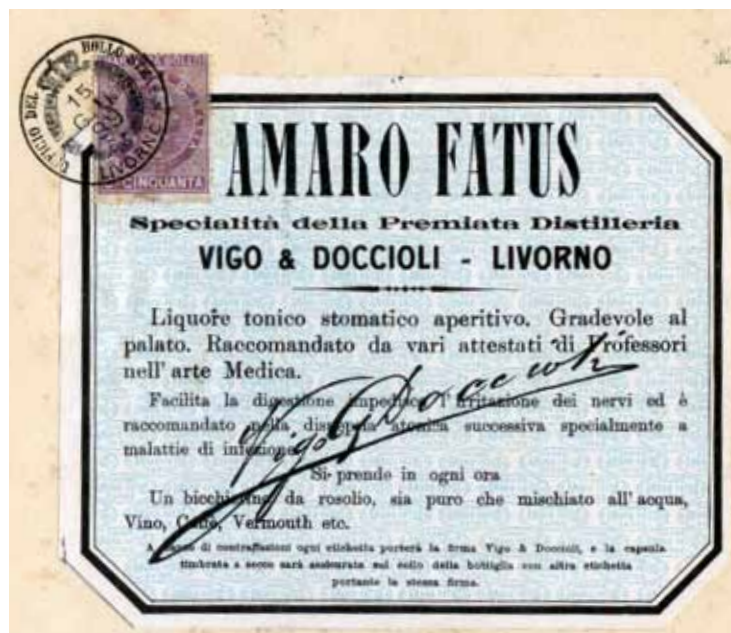 UFFICIO DEL BOLLO
LIVORNO
15
CINQUANTA
AMARO FATUS
Specialità della Premiata Distilleria
VIGO & DOCCIOLI - LIVORNO
Liquore tonico stomatico aperitivo. Gradevole al
palato. Raccomandato da vari attestati di Professori
nell' arte Medica.
Facilita la digestione impedisce l'irritazione dei nervi ed è
raccomandato nella dispepsia atonica successiva specialmente a
malattie di infezione
Vigo & Doccioli
Si prende in ogni ora
Un bicchierino da rosolio, sia puro che mischiato all' acqua,
Vino, Caffè, Vermouth etc.
A scanso di contraffazioni ogni etichetta porterà la firma Vigo & Doccioli, e la capsula
timbrata a secco sarà assicurata sul collo della bottiglia con altra etichetta
portante la stessa firma.